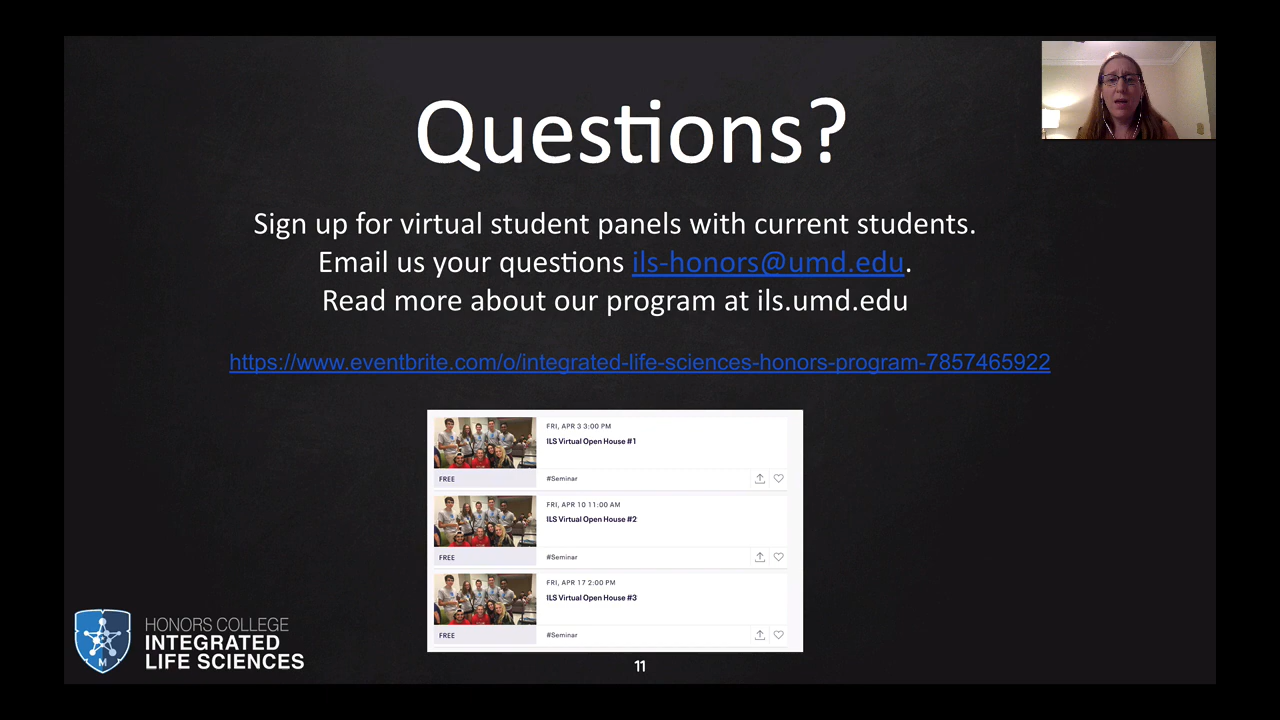 Questions?
Sign up for virtual student panels with current students.
Email us your questions ils-honors@umd.edu.
Read more about our program at ils.umd.edu
https://www.eventbrite.com/o/integrated-life-sciences-honors-program-7857465922
FRI, APR 3 3:00 PM
ILS Virtual Open House #1
FREE
#Seminar
FRI, APR 10 11:00 AM
ILS Virtual Open House #2
FREE
#Seminar
FRI, APR 17 2:00 PM
ILS Virtual Open House #3
FREE
#Seminar
M
HONORS COLLEGE
INTEGRATED
LIFE SCIENCES
11